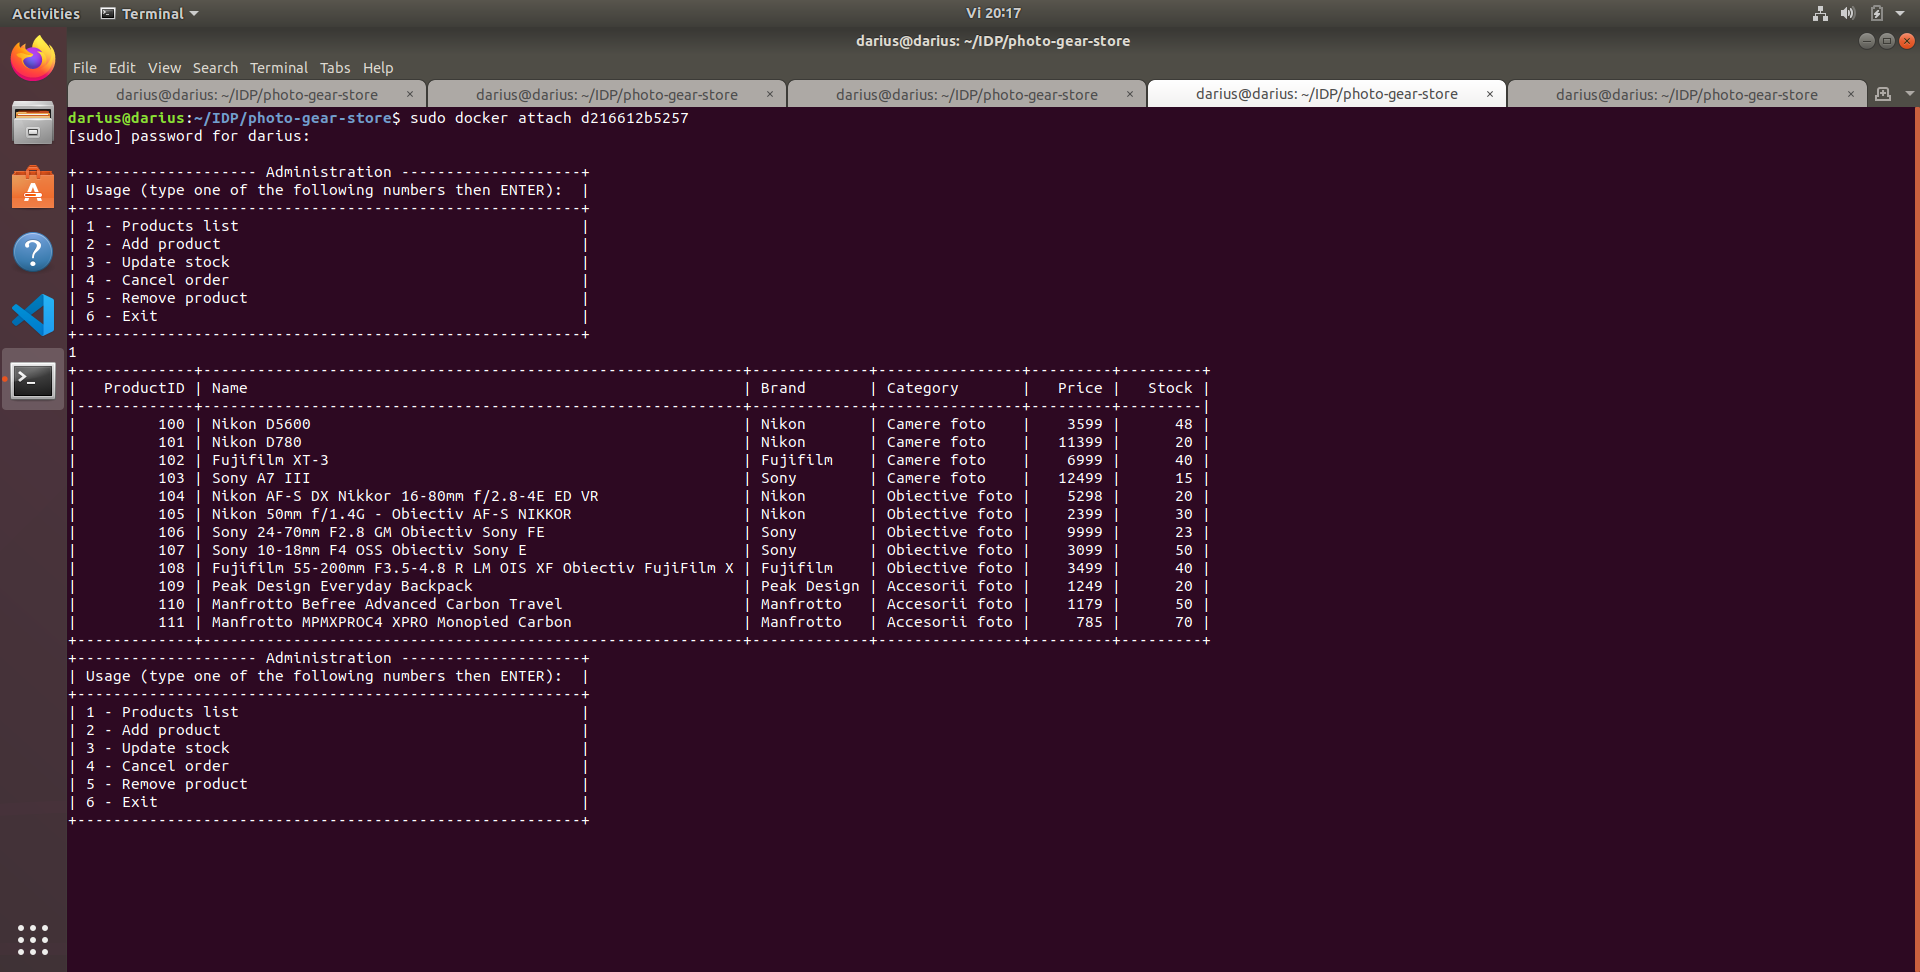 Activities Terminal Vi 20:17
darius@darius: ~/IDP/photo-gear-store
File Edit View Search Terminal Tabs Help
darius@darius: ~/IDP/photo-gear-store × darius@darius: ~/IDP/photo-gear-store × darius@darius: ~/IDP/photo-gear-store × darius@darius: ~/IDP/photo-gear-store × darius@darius: ~/IDP/photo-gear-store ×
darius@darius:~/IDP/photo-gear-store$ sudo docker attach d216612b5257
[sudo] password for darius:
+-------------------- Administration --------------------+
| Usage (type one of the following numbers then ENTER):  |
+--------------------------------------------------------+
| 1 - Products list                                      |
| 2 - Add product                                        |
| 3 - Update stock                                       |
| 4 - Cancel order                                       |
| 5 - Remove product                                     |
| 6 - Exit                                               |
+--------------------------------------------------------+
1
+-------------+------------------------------------------------------------+-------------+----------------+---------+---------+
|   ProductID | Name                                                       | Brand       | Category       |   Price |   Stock |
|-------------+------------------------------------------------------------+-------------+----------------+---------+---------|
|         100 | Nikon D5600                                                | Nikon       | Camere foto    |    3599 |      48 |
|         101 | Nikon D780                                                 | Nikon       | Camere foto    |   11399 |      20 |
|         102 | Fujifilm XT-3                                              | Fujifilm    | Camere foto    |    6999 |      40 |
|         103 | Sony A7 III                                                | Sony        | Camere foto    |   12499 |      15 |
|         104 | Nikon AF-S DX Nikkor 16-80mm f/2.8-4E ED VR                | Nikon       | Obiective foto |    5298 |      20 |
|         105 | Nikon 50mm f/1.4G - Obiectiv AF-S NIKKOR                   | Nikon       | Obiective foto |    2399 |      30 |
|         106 | Sony 24-70mm F2.8 GM Obiectiv Sony FE                      | Sony        | Obiective foto |    9999 |      23 |
|         107 | Sony 10-18mm F4 OSS Obiectiv Sony E                        | Sony        | Obiective foto |    3099 |      50 |
|         108 | Fujifilm 55-200mm F3.5-4.8 R LM OIS XF Obiectiv FujiFilm X | Fujifilm    | Obiective foto |    3499 |      40 |
|         109 | Peak Design Everyday Backpack                              | Peak Design | Accesorii foto |    1249 |      20 |
|         110 | Manfrotto Befree Advanced Carbon Travel                    | Manfrotto   | Accesorii foto |    1179 |      50 |
|         111 | Manfrotto MPMXPROC4 XPRO Monopied Carbon                   | Manfrotto   | Accesorii foto |     785 |      70 |
+-------------+------------------------------------------------------------+-------------+----------------+---------+---------+
+-------------------- Administration --------------------+
| Usage (type one of the following numbers then ENTER):  |
+--------------------------------------------------------+
| 1 - Products list                                      |
| 2 - Add product                                        |
| 3 - Update stock                                       |
| 4 - Cancel order                                       |
| 5 - Remove product                                     |
| 6 - Exit                                               |
+--------------------------------------------------------+